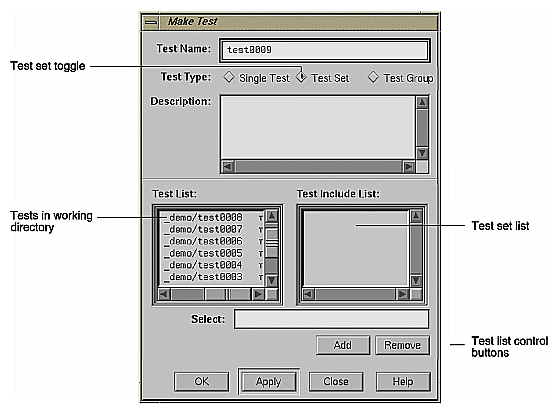 Make Test
Test Name: test0009
Test set toggle
Test Type: Single Test Test Set Test Group
Description:
Test List: Test Include List:
Tests in working directory
_demo/test0008 r
_demo/test0007 r
_demo/test0006 r
_demo/test0005 r
_demo/test0004 r
_demo/test0003 r
Test set list
Select:
Add Remove
Test list control buttons
OK Apply Close Help